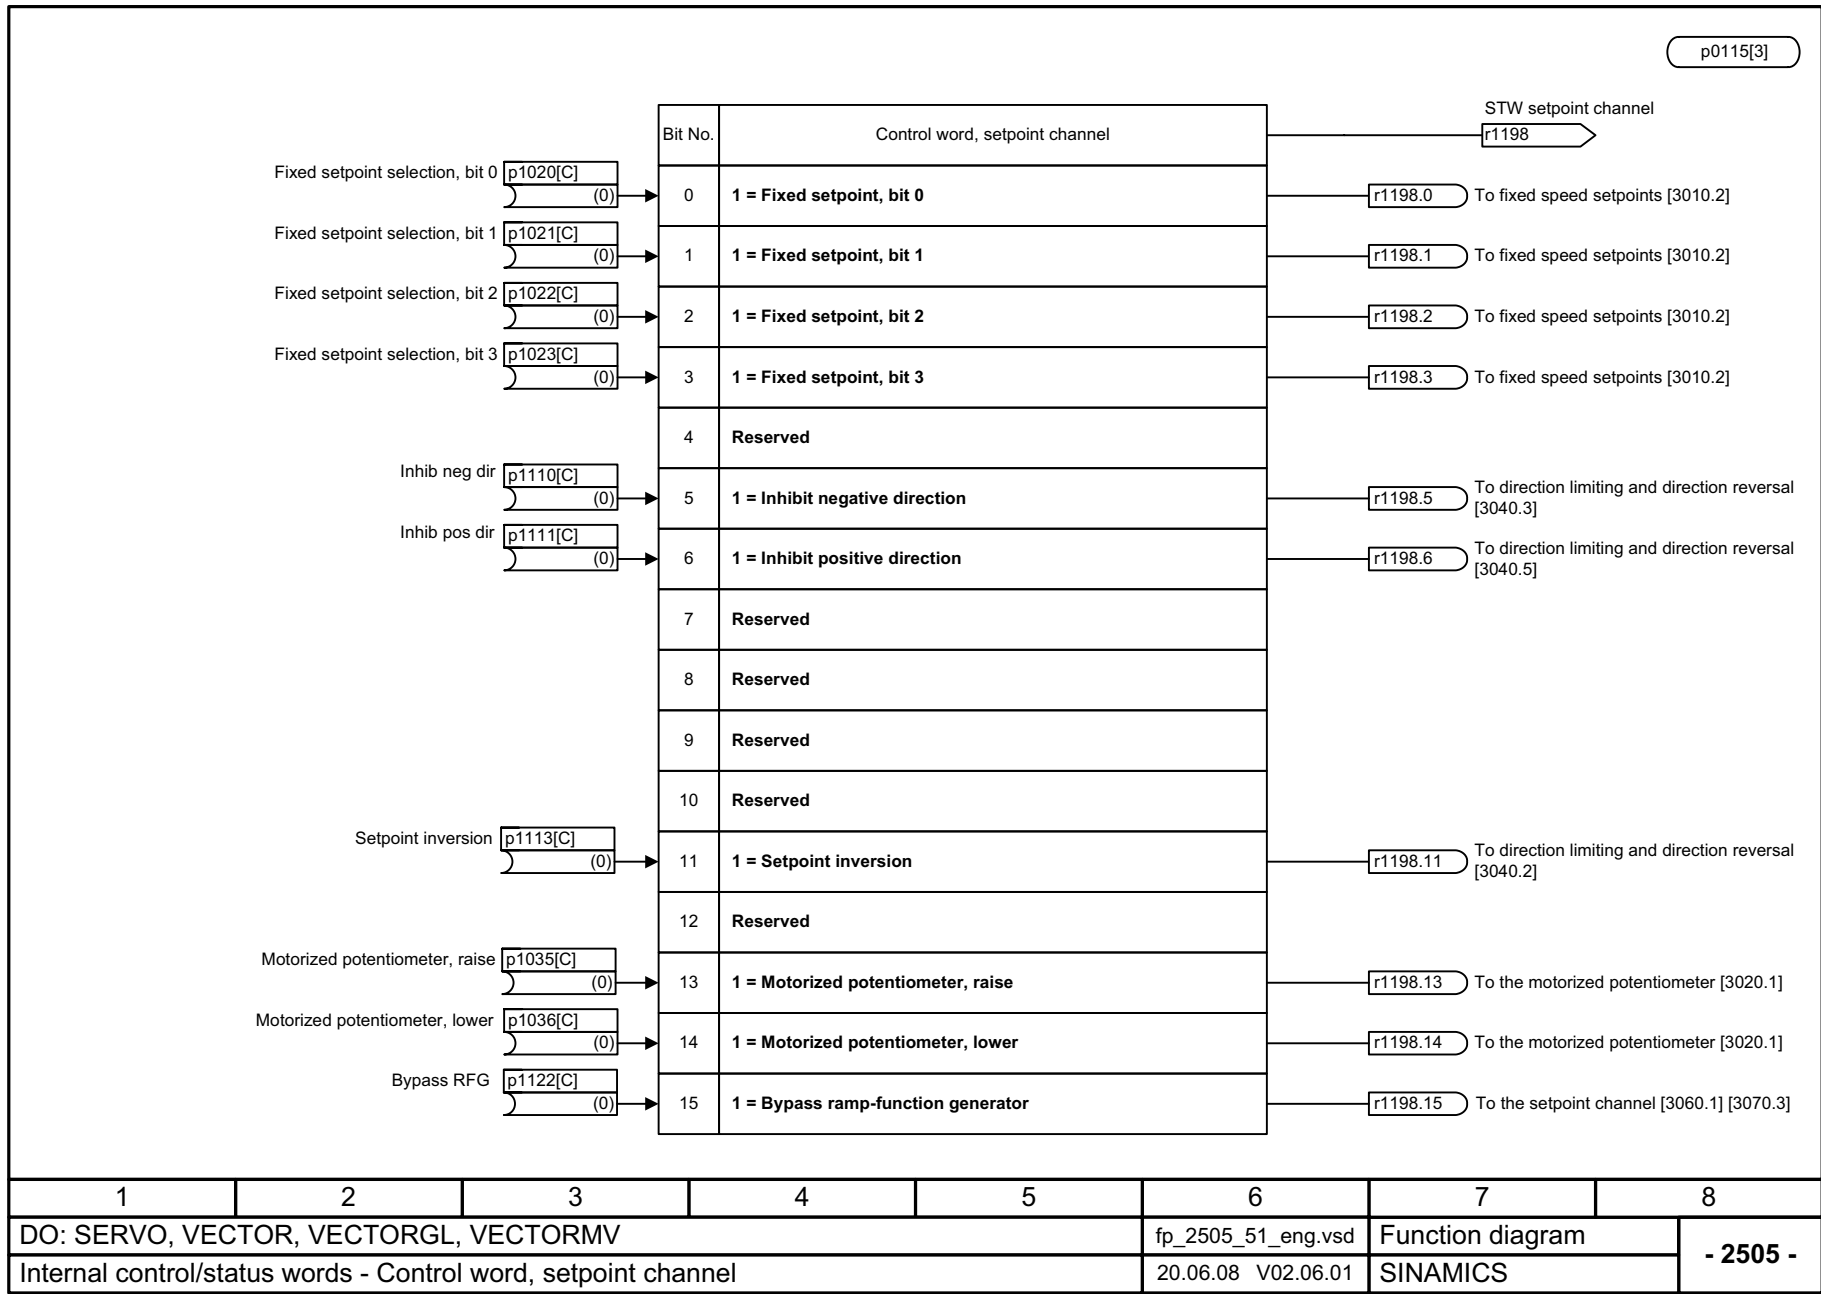 p0115[3]
STW setpoint channel
Bit No. Control word, setpoint channel r1198
Fixed setpoint selection, bit 0 p1020[C]
(0) 0 1 = Fixed setpoint, bit 0 r1198.0 To fixed speed setpoints [3010.2]
Fixed setpoint selection, bit 1 p1021[C]
(0) 1 1 = Fixed setpoint, bit 1 r1198.1 To fixed speed setpoints [3010.2]
Fixed setpoint selection, bit 2 p1022[C]
(0) 2 1 = Fixed setpoint, bit 2 r1198.2 To fixed speed setpoints [3010.2]
Fixed setpoint selection, bit 3 p1023[C]
(0) 3 1 = Fixed setpoint, bit 3 r1198.3 To fixed speed setpoints [3010.2]
4 Reserved
Inhib neg dir p1110[C]
(0) 5 1 = Inhibit negative direction r1198.5 To direction limiting and direction reversal
[3040.3]
Inhib pos dir p1111[C]
(0) 6 1 = Inhibit positive direction r1198.6 To direction limiting and direction reversal
[3040.5]
7 Reserved
8 Reserved
9 Reserved
10 Reserved
Setpoint inversion p1113[C]
(0) 11 1 = Setpoint inversion r1198.11 To direction limiting and direction reversal
[3040.2]
12 Reserved
Motorized potentiometer, raise p1035[C]
(0) 13 1 = Motorized potentiometer, raise r1198.13 To the motorized potentiometer [3020.1]
Motorized potentiometer, lower p1036[C]
(0) 14 1 = Motorized potentiometer, lower r1198.14 To the motorized potentiometer [3020.1]
Bypass RFG p1122[C]
(0) 15 1 = Bypass ramp-function generator r1198.15 To the setpoint channel [3060.1] [3070.3]
1 2 3 4 5 6 7 8
DO: SERVO, VECTOR, VECTORGL, VECTORMV fp_2505_51_eng.vsd Function diagram
- 2505 -
Internal control/status words - Control word, setpoint channel 20.06.08 V02.06.01 SINAMICS